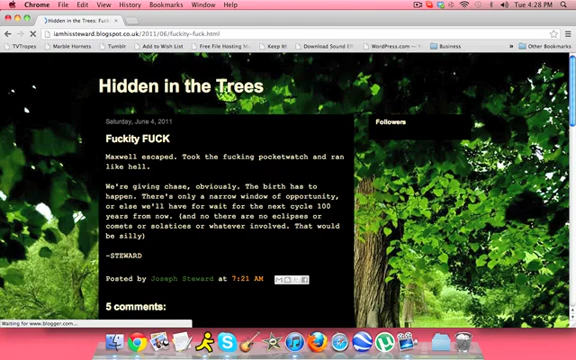 Chrome File Edit View History Bookmarks Window Help Tue 4:28 PM
Hidden in the Trees: Fuck
iamhissteward.blogspot.co.uk/2011/06/fuckity-fuck.html
TVTropes Marble Hornets Tumblr Add to Wish List Free File Hosting Keep It! Download Sound Ef WordPress.com Business Other Bookmarks
Hidden in the Trees
Saturday, June 4, 2011
Followers
Fuckity FUCK
Maxwell escaped. Took the fucking pocketwatch and ran
like hell.
We're giving chase, obviously. The birth has to
happen. There's only a narrow window of opportunity,
or else we'll have for wait for the next cycle 100
years from now. (and no there are no eclipses or
comets or solstices or whatever involved. That would
be silly)
-STEWARD
Posted by Joseph Steward at 7:21 AM
5 comments:
Waiting for www.blogger.com...